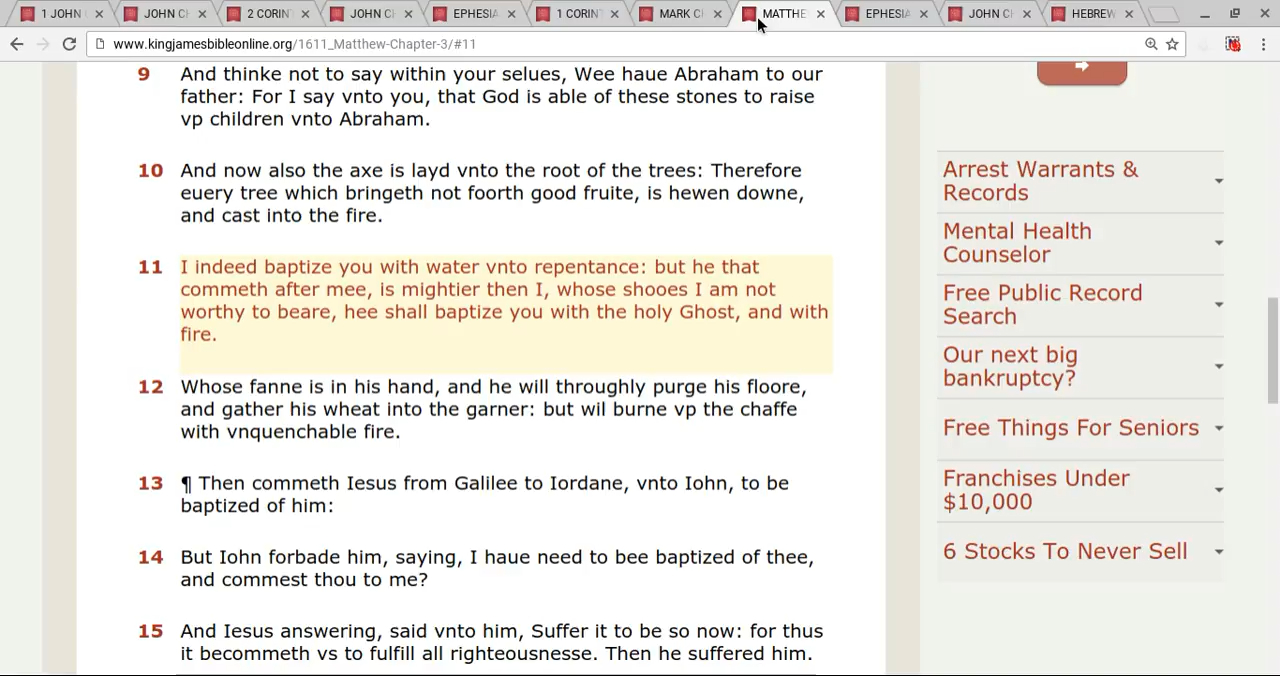 1 JOHN
JOHN C
2 CORIN
JOHN C
EPHESIA
1 CORIN
MARK C
MATTHE
EPHESIA
JOHN C
HEBREW
www.kingjamesbibleonline.org/1611_Matthew-Chapter-3/#11
9 And thinke not to say within your selues, Wee haue Abraham to our
father: For I say vnto you, that God is able of these stones to raise
vp children vnto Abraham.
10 And now also the axe is layd vnto the root of the trees: Therefore
euery tree which bringeth not foorth good fruite, is hewen downe,
and cast into the fire.
11 I indeed baptize you with water vnto repentance: but he that
commeth after mee, is mightier then I, whose shooes I am not
worthy to beare, hee shall baptize you with the holy Ghost, and with
fire.
12 Whose fanne is in his hand, and he will throughly purge his floore,
and gather his wheat into the garner: but wil burne vp the chaffe
with vnquenchable fire.
13 ¶ Then commeth Iesus from Galilee to Iordane, vnto Iohn, to be
baptized of him:
14 But Iohn forbade him, saying, I haue need to bee baptized of thee,
and commest thou to me?
15 And Iesus answering, said vnto him, Suffer it to be so now: for thus
it becommeth vs to fulfill all righteousnesse. Then he suffered him.
Arrest Warrants &
Records
Mental Health
Counselor
Free Public Record
Search
Our next big
bankruptcy?
Free Things For Seniors
Franchises Under
$10,000
6 Stocks To Never Sell